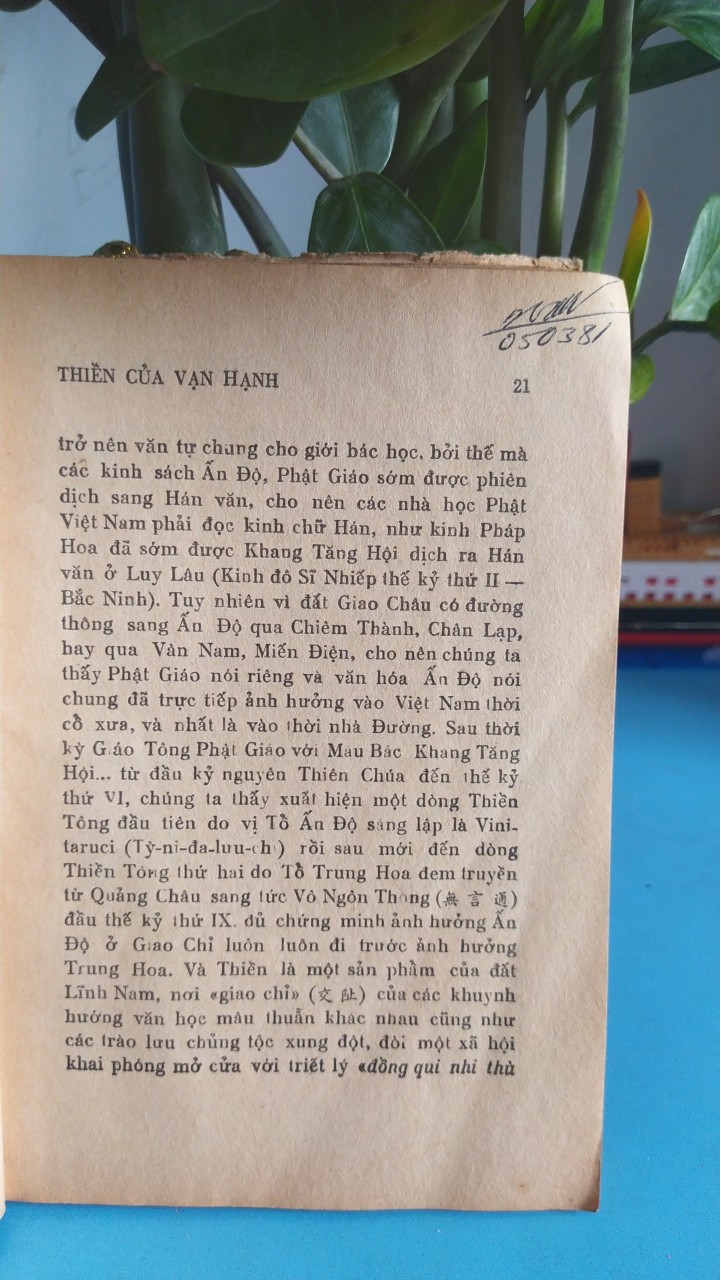 050381
THIỀN CỦA VẠN HẠNH 21
trở nên văn tự chung cho giới bác học, bởi thế mà
các kinh sách Ấn Độ, Phật Giáo sớm được phiên
dịch sang Hán văn, cho nên các nhà học Phật
Việt Nam phải đọc kinh chữ Hán, như kinh Pháp
Hoa đã sớm được Khang Tăng Hội dịch ra Hán
văn ở Luy Lâu (Kinh đô Sĩ Nhiếp thế kỷ thứ II —
Bắc Ninh). Tuy nhiên vì đất Giao Châu có đường
thông sang Ấn Độ qua Chiêm Thành, Chân Lạp,
hay qua Vân Nam, Miến Điện, cho nên chúng ta
thấy Phật Giáo nói riêng và văn hóa Ấn Độ nói
chung đã trực tiếp ảnh hưởng vào Việt Nam thời
cổ xưa, và nhất là vào thời nhà Đường. Sau thời
kỳ Giáo Tông Phật Giáo với Mâu Bác Khang Tăng
Hội... từ đầu kỷ nguyên Thiên Chúa đến thế kỷ
thứ VI, chúng ta thấy xuất hiện một dòng Thiền
Tông đầu tiên do vị Tổ Ấn Độ sáng lập là Vini-
taruci (Tỳ-ni-đa-lưu-chi) rồi sau mới đến dòng
Thiền Tông thứ hai do Tổ Trung Hoa đem truyền
từ Quảng Châu sang tức Vô Ngôn Thông (無言通)
đầu thế kỷ thứ IX. đủ chứng minh ảnh hưởng Ấn
Độ ở Giao Chỉ luôn luôn đi trước ảnh hưởng
Trung Hoa. Và Thiền là một sản phẩm của đất
Lĩnh Nam, nơi «giao chỉ» (交趾) của các khuynh
hướng văn học mâu thuẫn khác nhau cũng như
các trào lưu chủng tộc xung đột, đòi một xã hội
khai phóng mở cửa với triết lý «đồng qui nhi thù